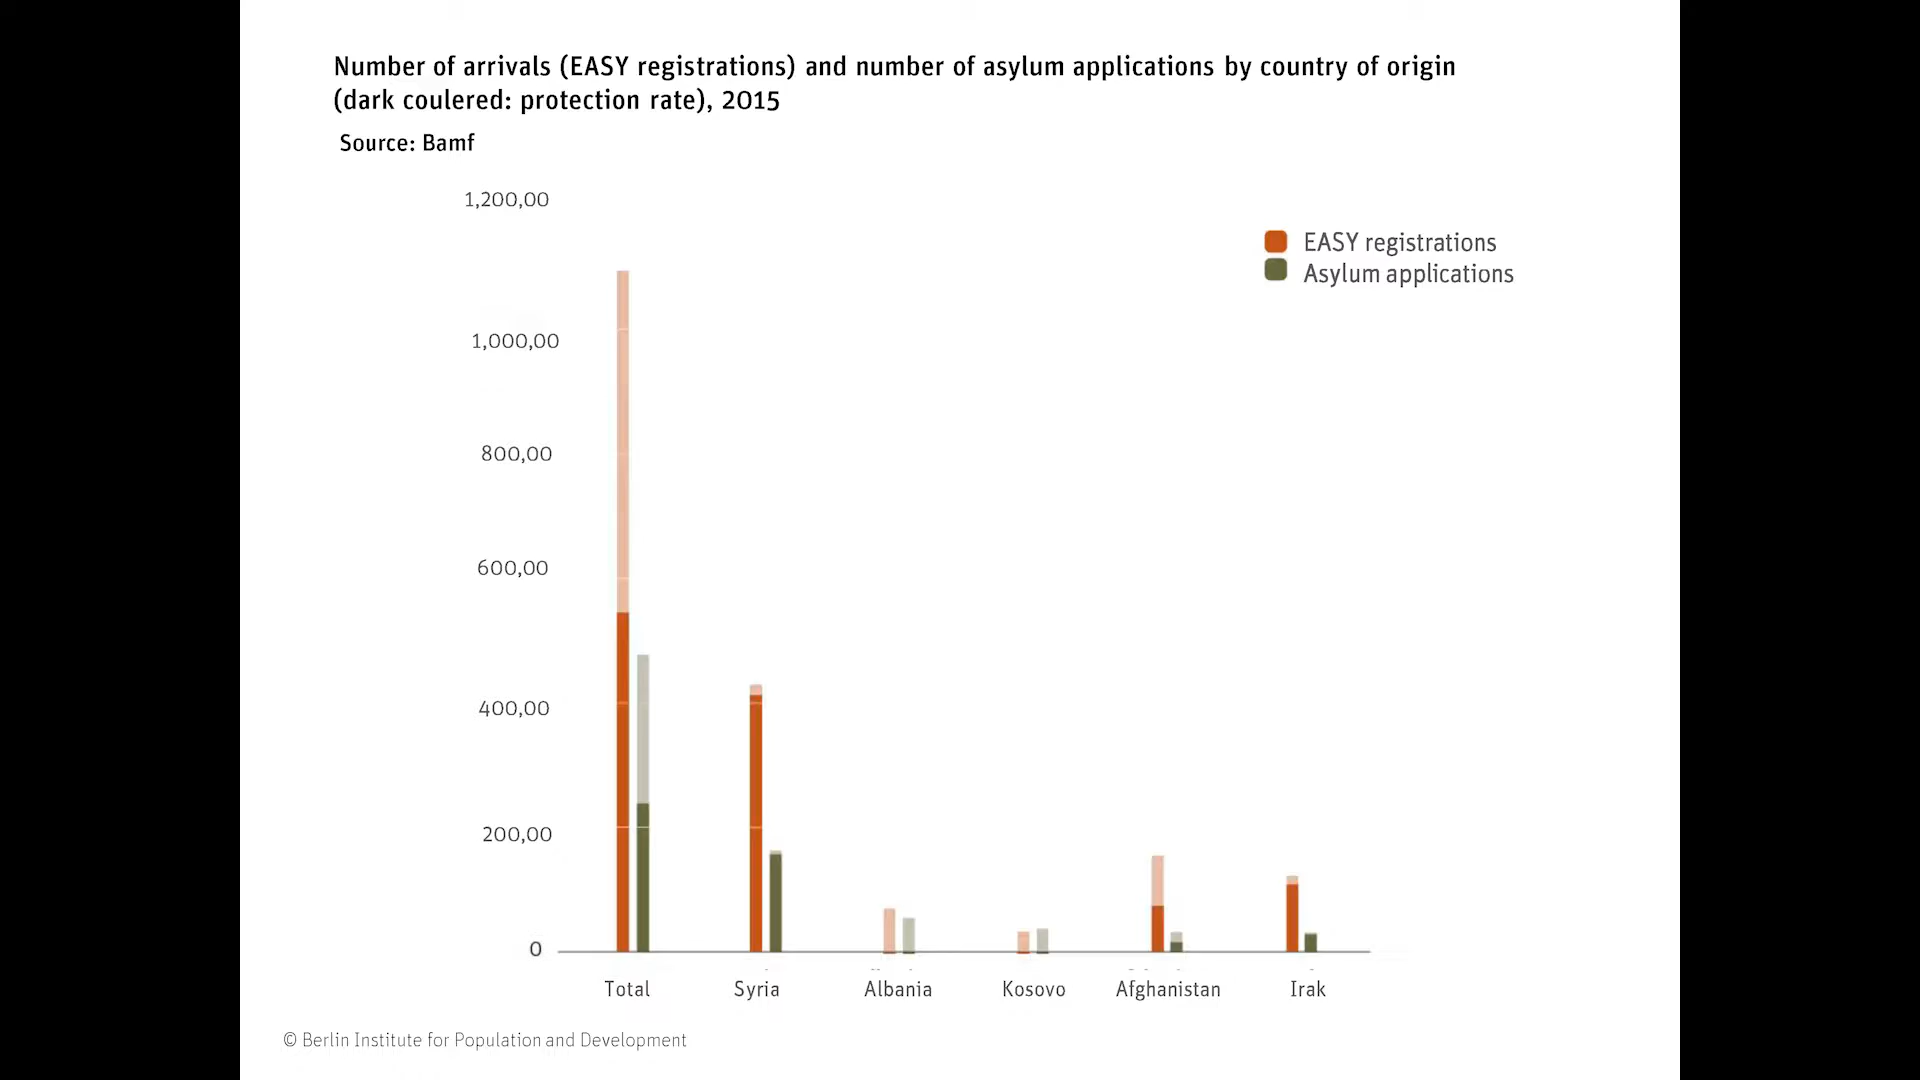 Number of arrivals (EASY registrations) and number of asylum applications by country of origin
(dark coulered: protection rate), 2015
Source: Bamf
1,200,00
EASY registrations
Asylum applications
1,000,00
800,00
600,00
400,00
200,00
0
Total Syria Albania Kosovo Afghanistan Irak
© Berlin Institute for Population and Development